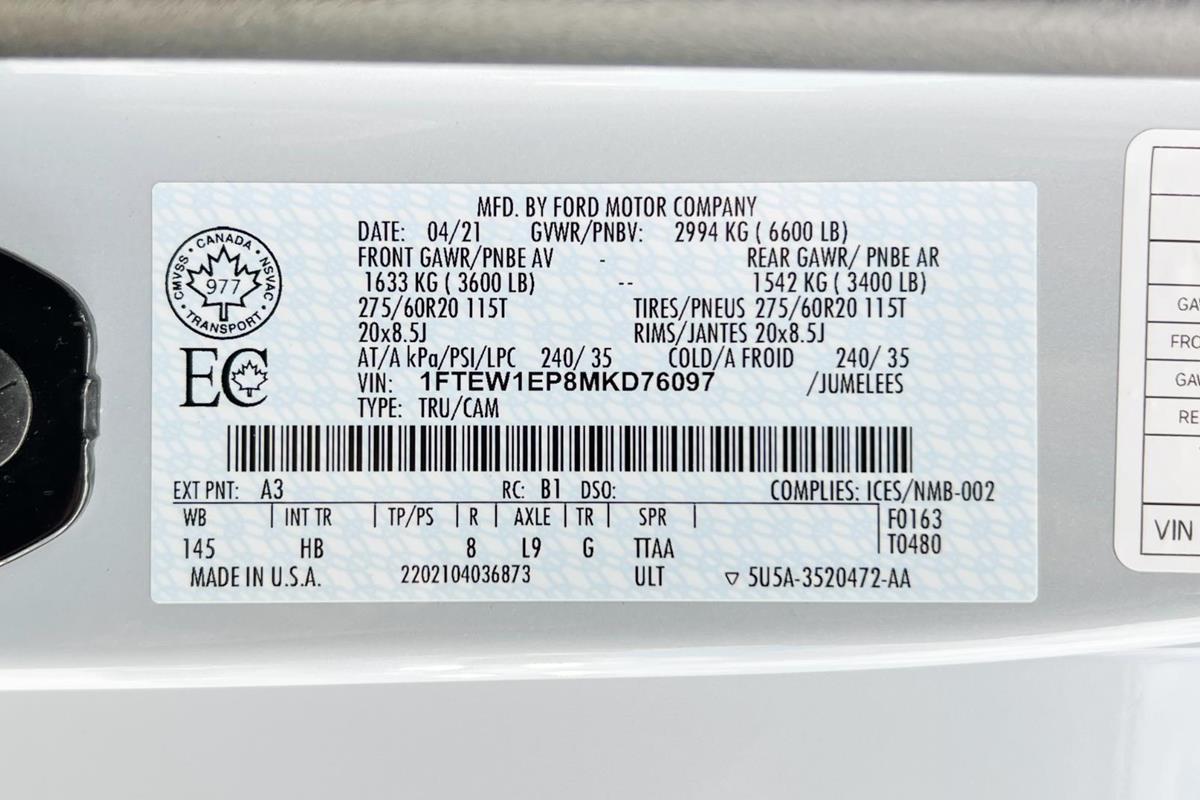 MFD. BY FORD MOTOR COMPANY
DATE: 04/21 GVWR/PNBV: 2994 KG ( 6600 LB)
FRONT GAWR/PNBE AV - REAR GAWR/ PNBE AR
1633 KG ( 3600 LB) -- 1542 KG ( 3400 LB)
275/60R20 115T TIRES/PNEUS 275/60R20 115T
20x8.5J RIMS/JANTES 20x8.5J
AT/A kPa/PSI/LPC 240/ 35 COLD/A FROID 240/ 35
VIN: 1FTEW1EP8MKD76097 /JUMELEES
TYPE: TRU/CAM
CANADA
CMVSS 977 NSVAC
TRANSPORT
EC
EXT PNT: A3 RC: B1 DSO: COMPLIES: ICES/NMB-002
WB | INT TR | TP/PS | R | AXLE | TR | SPR | F0163
145 HB 8 L9 G TTAA T0480
MADE IN U.S.A. 2202104036873 ULT ▽ 5U5A-3520472-AA
VIN